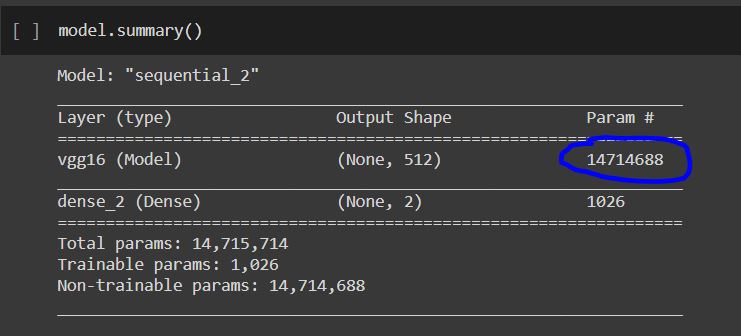 [ ] model.summary()
Model: "sequential_2"
Layer (type) Output Shape Param #
vgg16 (Model) (None, 512) 14714688
dense_2 (Dense) (None, 2) 1026
Total params: 14,715,714
Trainable params: 1,026
Non-trainable params: 14,714,688